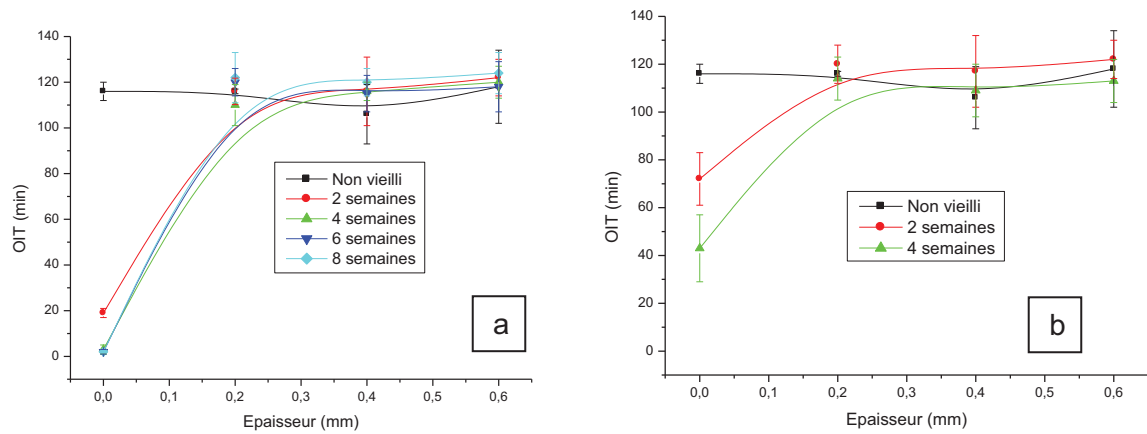 140
120
100
80
60
40
20
0
OIT (min)
0,0 0,1 0,2 0,3 0,4 0,5 0,6
Epaisseur (mm)
Non vieilli
2 semaines
4 semaines
6 semaines
8 semaines
a
140
120
100
80
60
40
20
0
OIT (min)
0,0 0,1 0,2 0,3 0,4 0,5 0,6
Epaisseur (mm)
Non vieilli
2 semaines
4 semaines
b